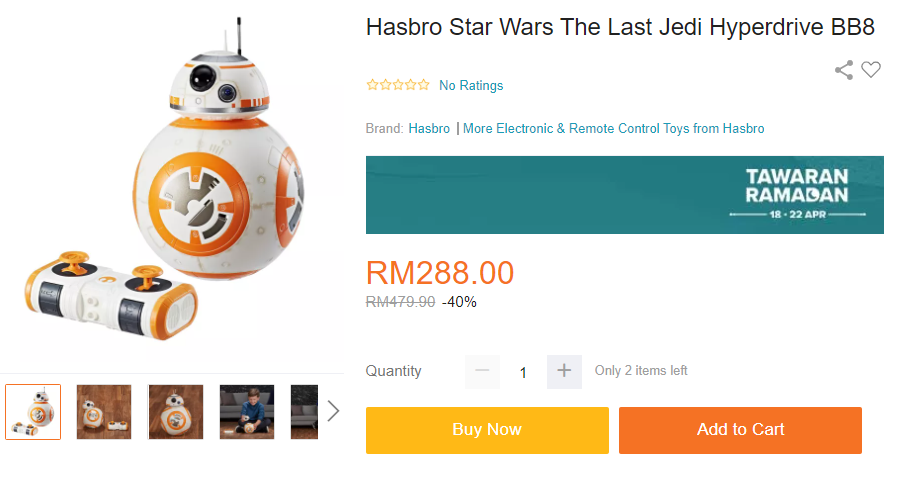 Hasbro Star Wars The Last Jedi Hyperdrive BB8
No Ratings
Brand: Hasbro | More Electronic & Remote Control Toys from Hasbro
TAWARAN
RAMADAN
18 - 22 APR
RM288.00
RM479.90 -40%
Quantity
1
Only 2 items left
Buy Now
Add to Cart